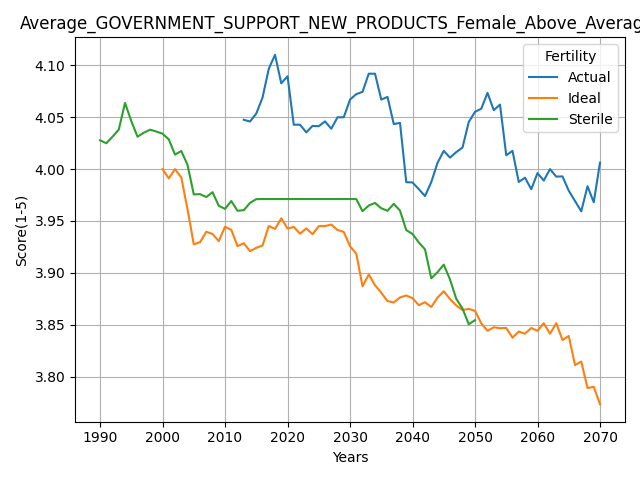 Average_GOVERNMENT_SUPPORT_NEW_PRODUCTS_Female_Above_Averag
Fertility
Actual
Ideal
Sterile
4.10
4.05
4.00
3.95
3.90
3.85
3.80
Score(1-5)
1990 2000 2010 2020 2030 2040 2050 2060 2070
Years